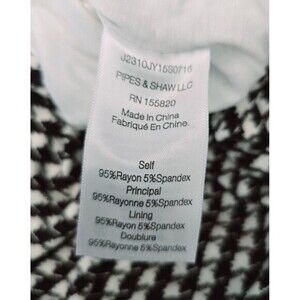 J2310JY15S0716
PIPES & SHAW LLC
RN 155820
Made In China
Fabriqué En Chine.
Self
95%Rayon 5%Spandex
Principal
95%Rayonne 5%Spandex
Lining
95%Rayon 5%Spandex
Doublure
95%Rayonne 5%Spandex